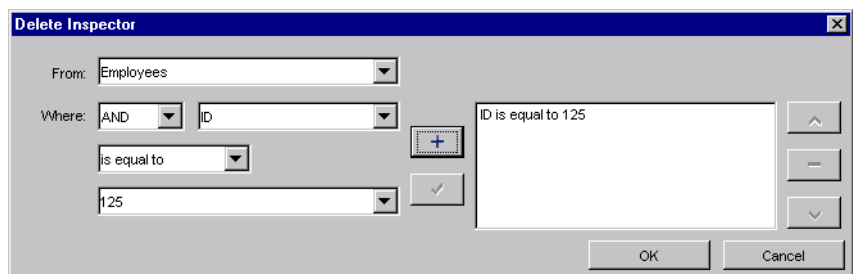 Delete Inspector
From: Employees
Where: AND ID
is equal to
125
ID is equal to 125
OK Cancel